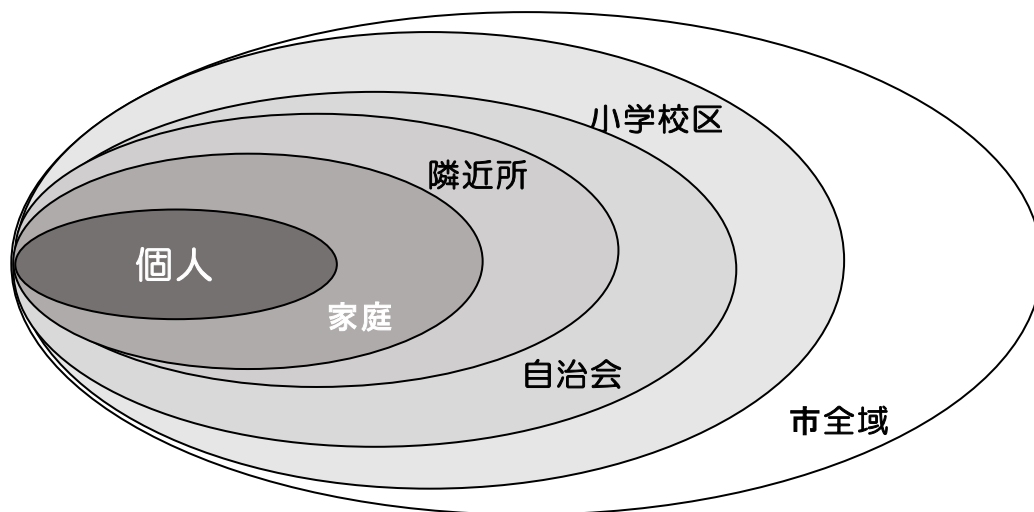 小学校区
隣近所
個人
家庭
自治会
市全域